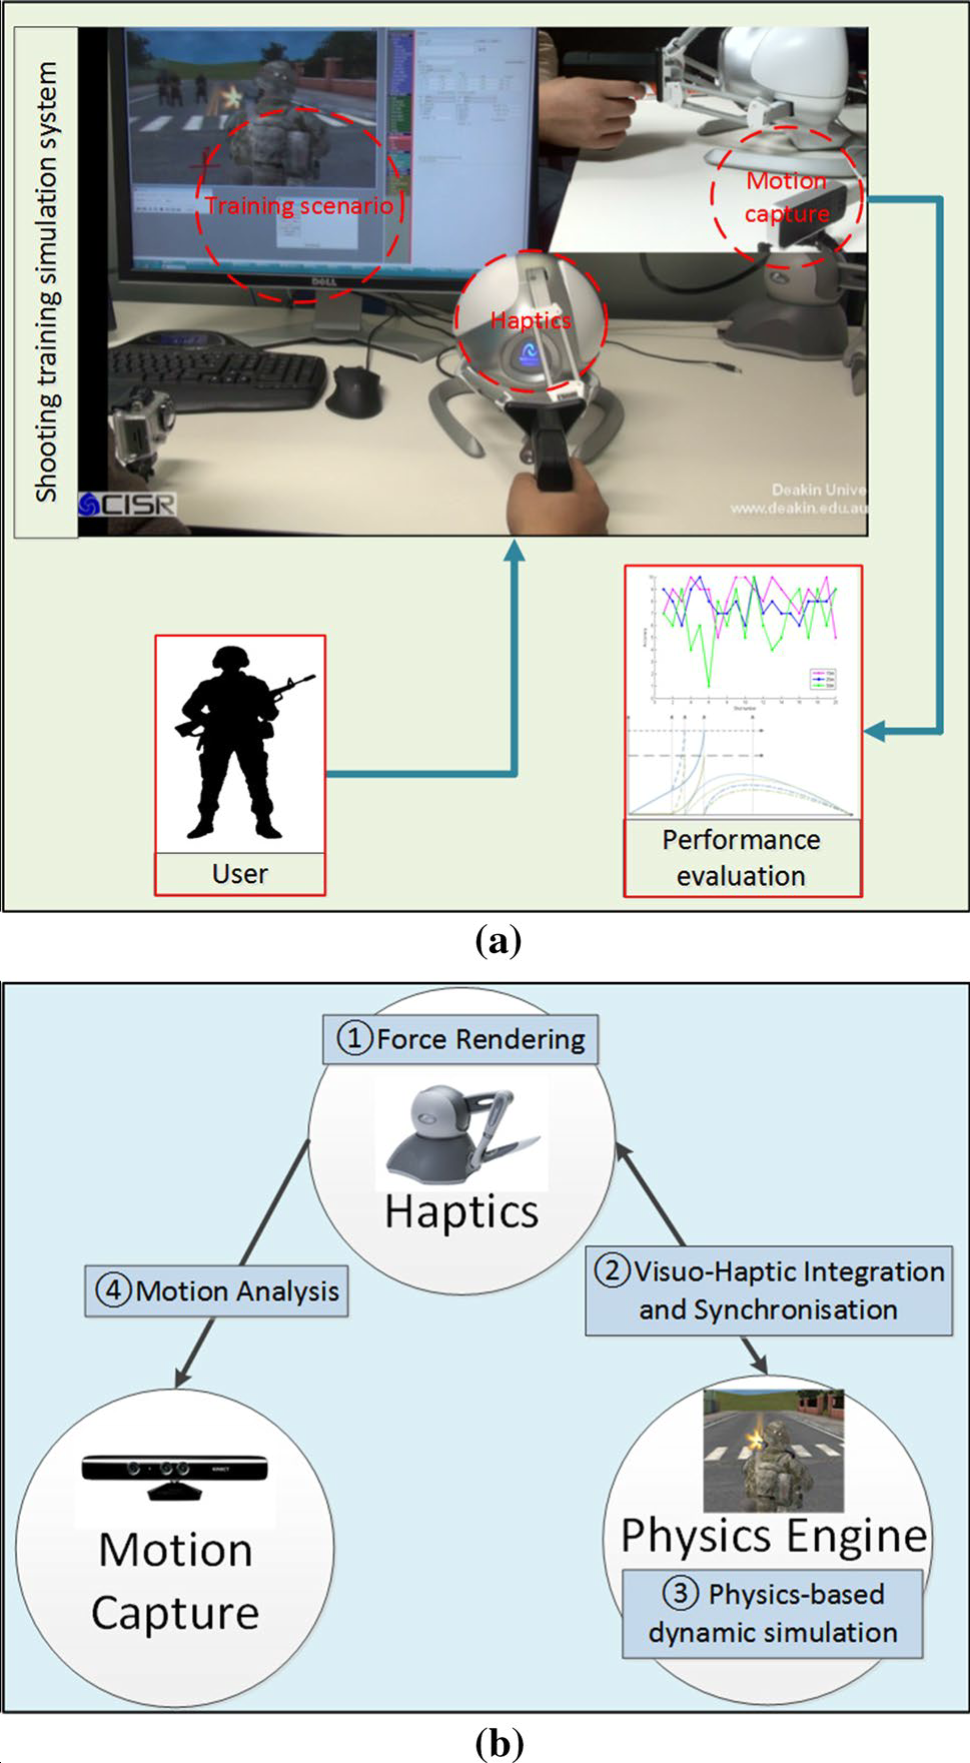 Shooting training simulation system
Training scenario
Motion
capture
Haptics
DELL
CISR
Deakin Unive
www.deakin.edu.au
User
Performance
evaluation
(a)
① Force Rendering
Haptics
④ Motion Analysis
② Visuo-Haptic Integration
and Synchronisation
Motion
Capture
Physics Engine
③ Physics-based
dynamic simulation
(b)